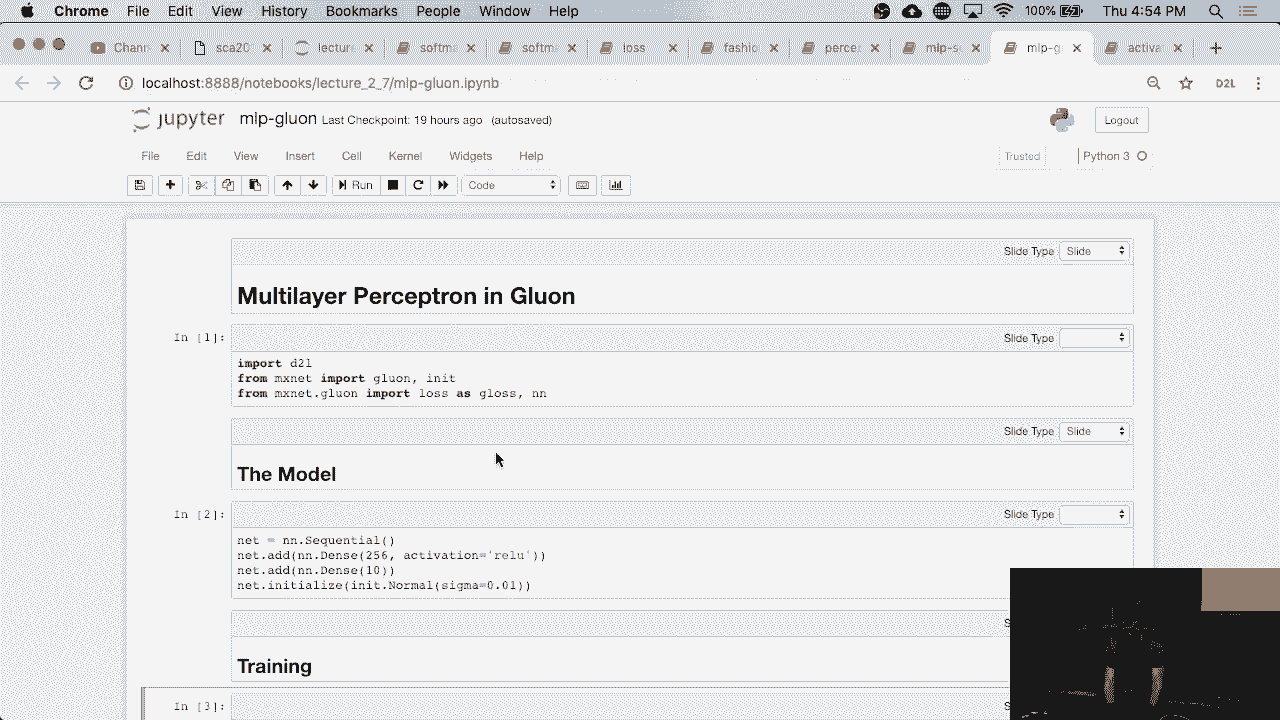 Chrome File Edit View History Bookmarks People Window Help 100% Thu 4:54 PM
Chann sca20 lecture softma softm loss fashio perce mlp-s mlp-g activa
localhost:8888/notebooks/lecture_2_7/mlp-gluon.ipynb D2L
jupyter mlp-gluon Last Checkpoint: 19 hours ago (autosaved) Logout
File Edit View Insert Cell Kernel Widgets Help Trusted Python 3
Run Code
Slide Type Slide
Multilayer Perceptron in Gluon
In [1]: Slide Type
import d2l
from mxnet import gluon, init
from mxnet.gluon import loss as gloss, nn
Slide Type Slide
The Model
In [2]: Slide Type
net = nn.Sequential()
net.add(nn.Dense(256, activation='relu'))
net.add(nn.Dense(10))
net.initialize(init.Normal(sigma=0.01))
Training
In [3]: